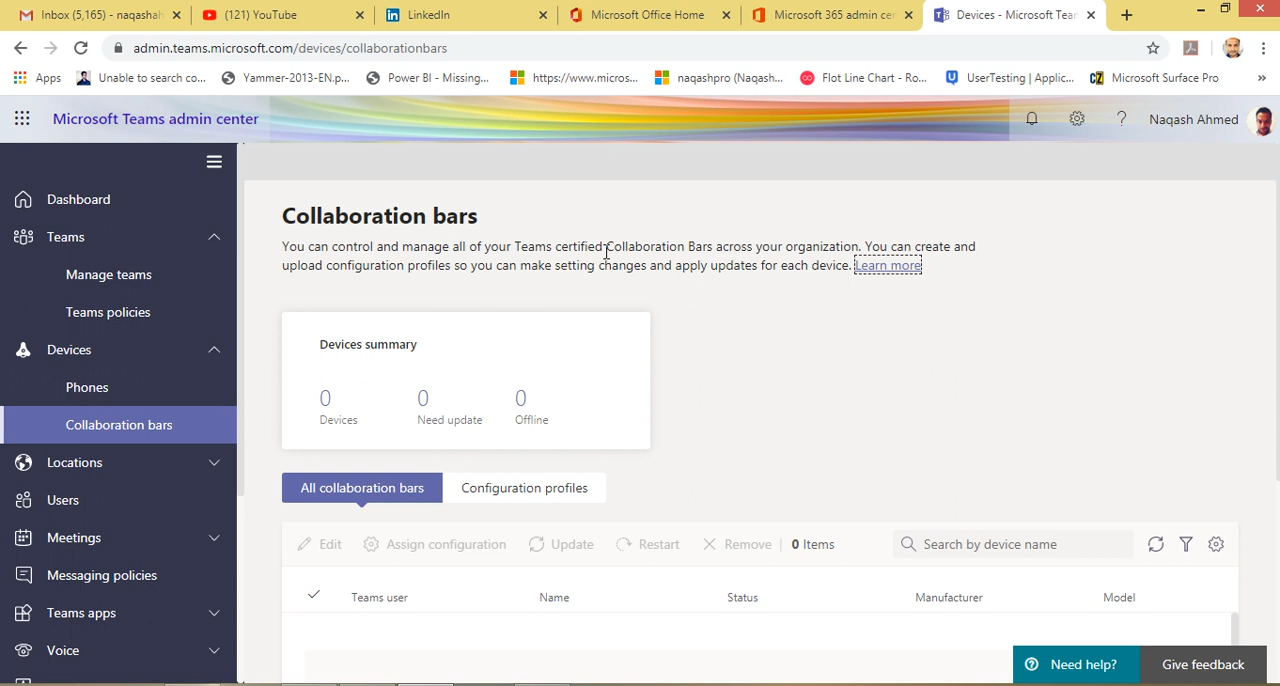 Inbox (5,165) - naqashah
(121) YouTube
LinkedIn
Microsoft Office Home
Microsoft 365 admin cen
Devices - Microsoft Tear
admin.teams.microsoft.com/devices/collaborationbars
Apps
Unable to search co...
Yammer-2013-EN.p...
Power BI - Missing...
https://www.micros...
naqashpro (Naqash...
Flot Line Chart - Ro...
UserTesting | Applic...
Microsoft Surface Pro
»
Microsoft Teams admin center
Naqash Ahmed
Dashboard
Teams
Manage teams
Teams policies
Devices
Phones
Collaboration bars
Locations
Users
Meetings
Messaging policies
Teams apps
Voice
Collaboration bars
You can control and manage all of your Teams certified Collaboration Bars across your organization. You can create and
upload configuration profiles so you can make setting changes and apply updates for each device. Learn more
Devices summary
0 0 0
Devices Need update Offline
All collaboration bars
Configuration profiles
Edit
Assign configuration
Update
Restart
Remove
0 Items
Search by device name
Teams user
Name
Status
Manufacturer
Model
Need help?
Give feedback